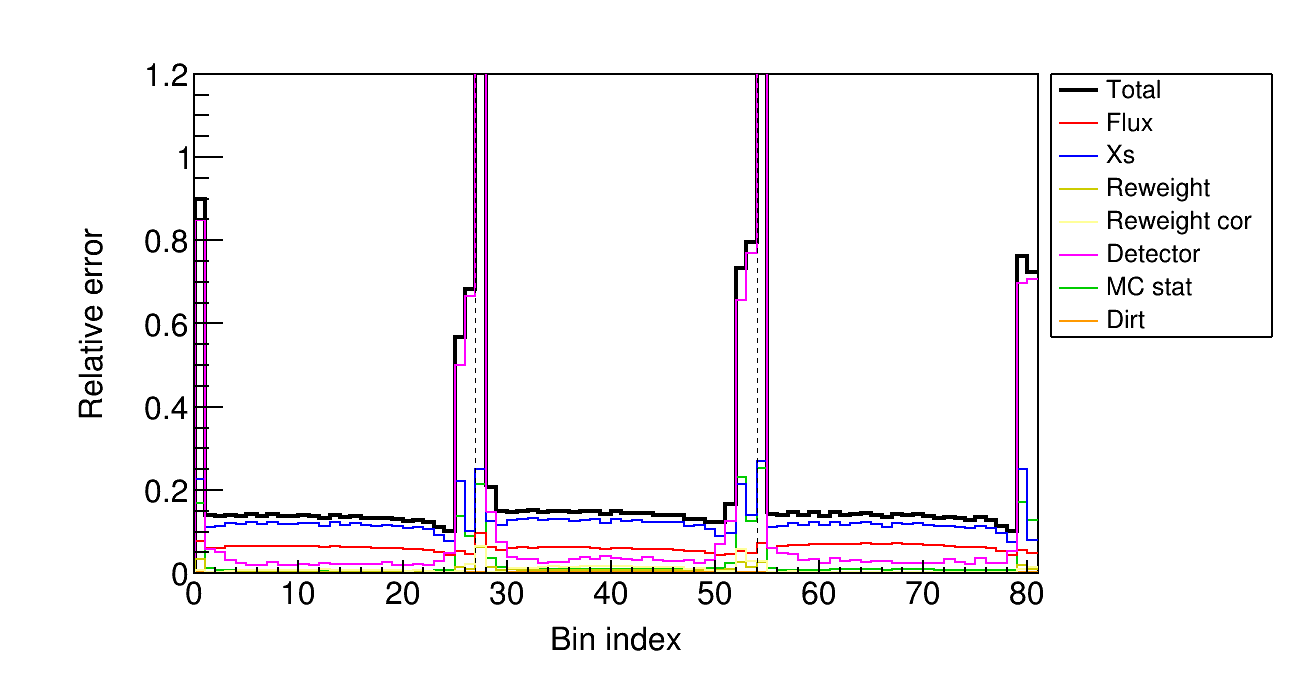 1.2
1
0.8
0.6
0.4
0.2
0
Relative error
0 10 20 30 40 50 60 70 80
Bin index
Total
Flux
Xs
Reweight
Reweight cor
Detector
MC stat
Dirt